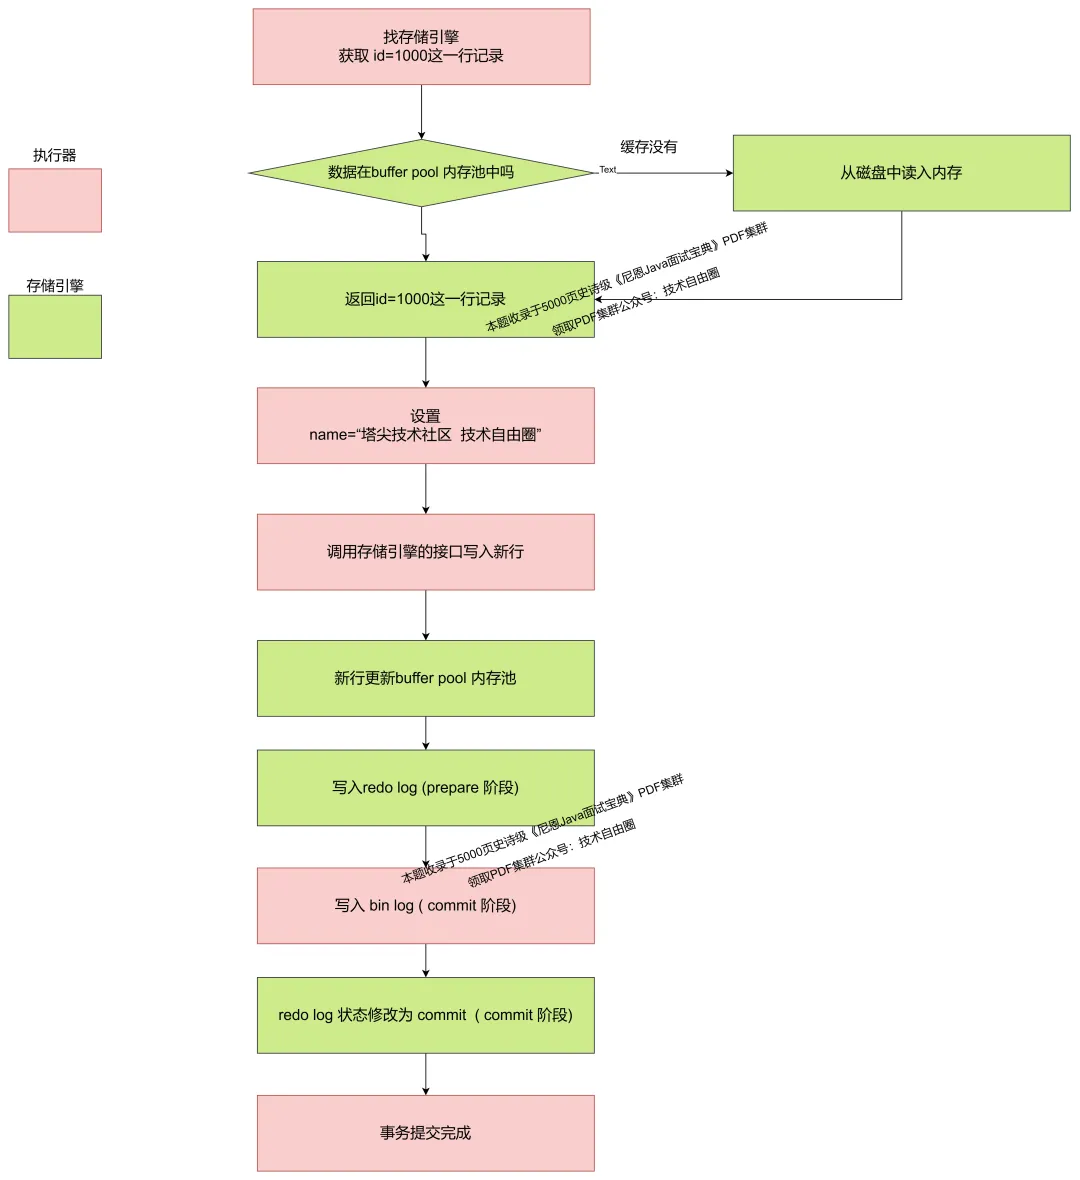 找存储引擎
获取 id=1000这一行记录
执行器
数据在buffer pool 内存池中吗
Text
缓存没有
从磁盘中读入内存
存储引擎
返回id=1000这一行记录
本题收录于5000页史诗级《尼恩Java面试宝典》PDF集群
领取PDF集群公众号：技术自由圈
设置
name=“塔尖技术社区  技术自由圈”
调用存储引擎的接口写入新行
新行更新buffer pool 内存池
写入redo log (prepare 阶段)
本题收录于5000页史诗级《尼恩Java面试宝典》PDF集群
领取PDF集群公众号：技术自由圈
写入 bin log ( commit 阶段)
redo log 状态修改为 commit  ( commit 阶段)
事务提交完成